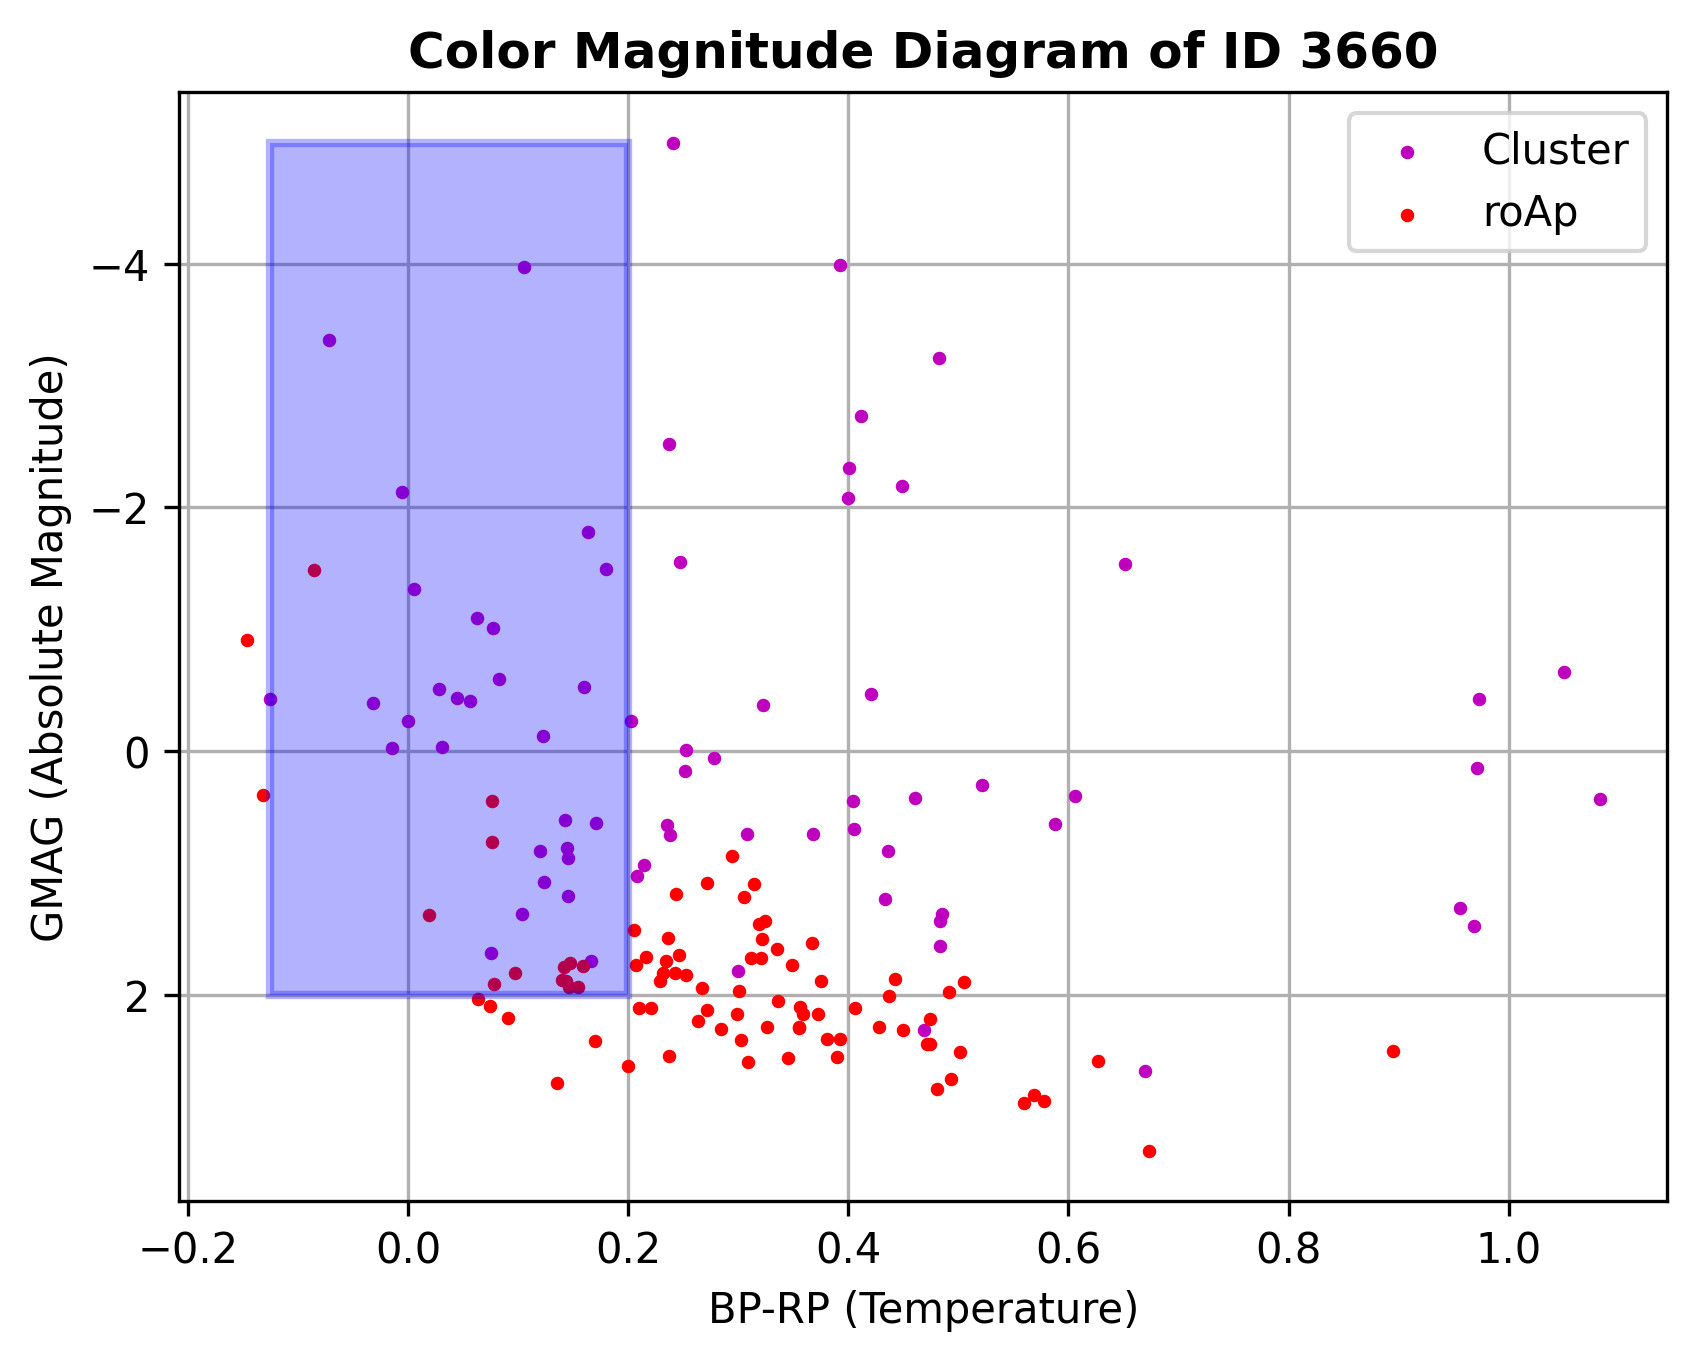 Color Magnitude Diagram of ID 3660
Cluster
roAp
GMAG (Absolute Magnitude)
−4
−2
0
2
−0.2 0.0 0.2 0.4 0.6 0.8 1.0
BP-RP (Temperature)